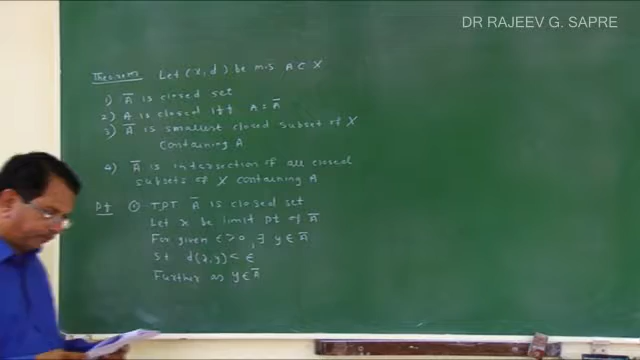 DR RAJEEV G. SAPRE
Theorem Let (x, d) be m.s A ⊂ X
1) A̅ is closed set
2) A is closed iff A = A̅
3) A̅ is smallest closed subset of X
containing A
4) A̅ is intersection of all closed
subsets of X containing A
Pf ① T.P.T A̅ is closed set
Let x be limit pt of A̅
For given ε > 0, ∃ y ∈ A̅
st d(x, y) < ε
Further as y ∈ A̅